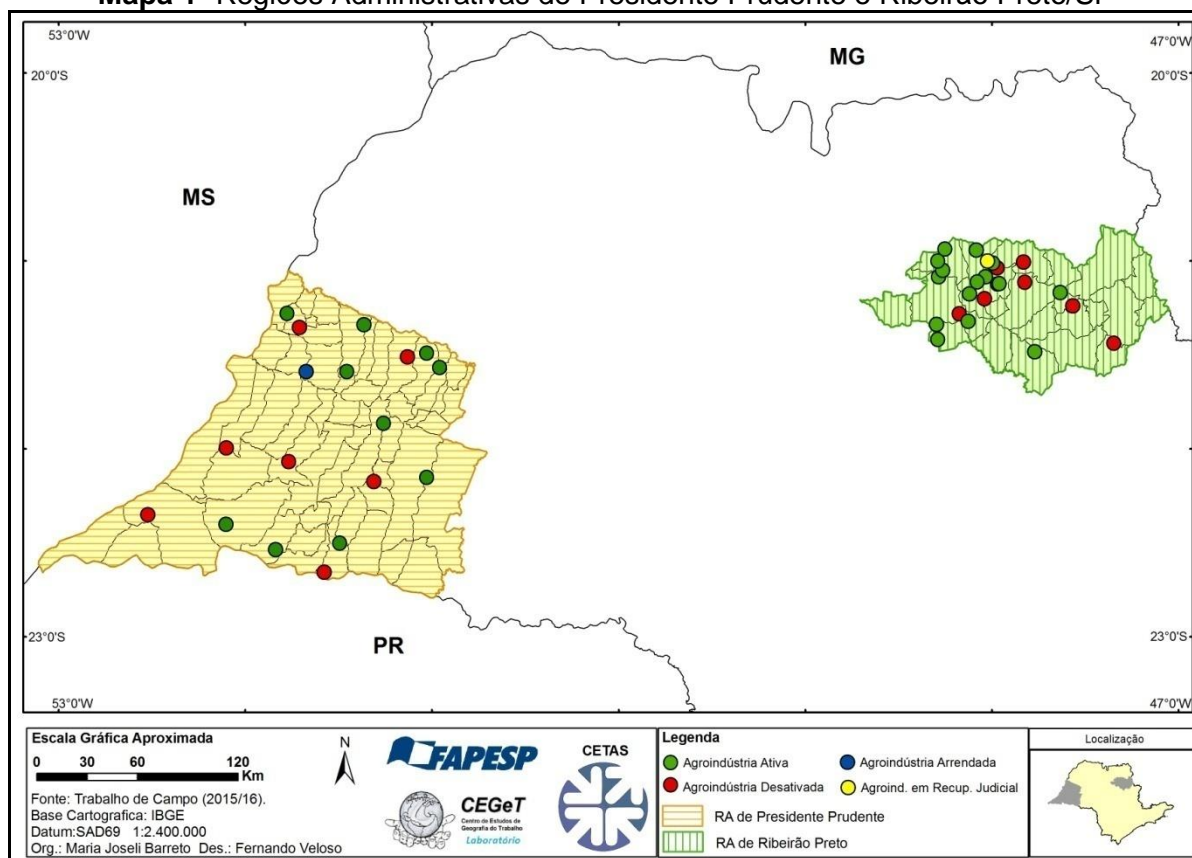 Mapa 1- Regiões Administrativas de Presidente Prudente e Ribeirão Preto/SP
53°0'W
47°0'W
20°0'S
20°0'S
MG
MS
PR
23°0'S
23°0'S
53°0'W
47°0'W
Escala Gráfica Aproximada
0 30 60 120
Km
N
Fonte: Trabalho de Campo (2015/16).
Base Cartografica: IBGE
Datum:SAD69 1:2.400.000
Org.: Maria Joseli Barreto Des.: Fernando Veloso
FAPESP
CEGeT
Centro de Estudos de
Geografia do Trabalho
Laboratório
CETAS
Legenda
Agroindústria Ativa
Agroindústria Arrendada
Agroindústria Desativada
Agroind. em Recup. Judicial
RA de Presidente Prudente
RA de Ribeirão Preto
Localização